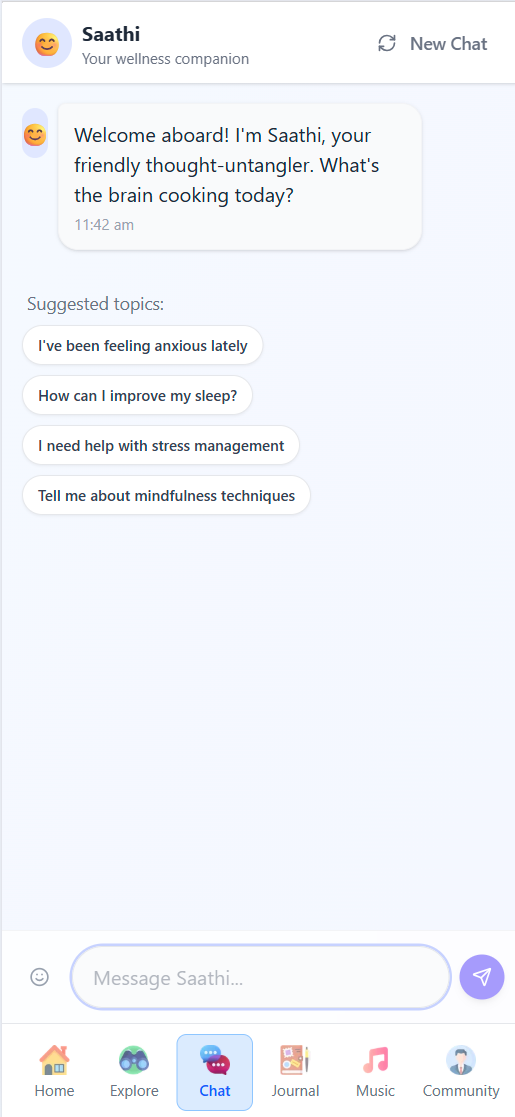 Saathi
Your wellness companion
New Chat
Welcome aboard! I'm Saathi, your
friendly thought-untangler. What's
the brain cooking today?
11:42 am
Suggested topics:
I've been feeling anxious lately
How can I improve my sleep?
I need help with stress management
Tell me about mindfulness techniques
Message Saathi...
Home
Explore
Chat
Journal
Music
Community